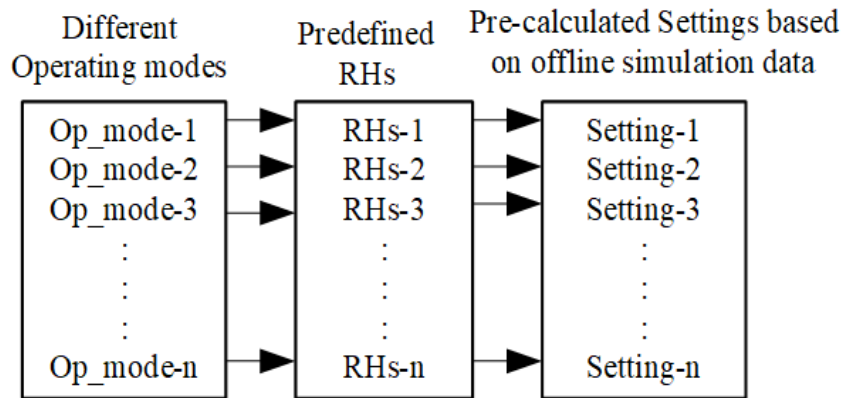 Different
Operating modes
Predefined
RHs
Pre-calculated Settings based
on offline simulation data
Op_mode-1
RHs-1
Setting-1
Op_mode-2
RHs-2
Setting-2
Op_mode-3
RHs-3
Setting-3
:
:
:
:
:
:
:
:
:
Op_mode-n
RHs-n
Setting-n